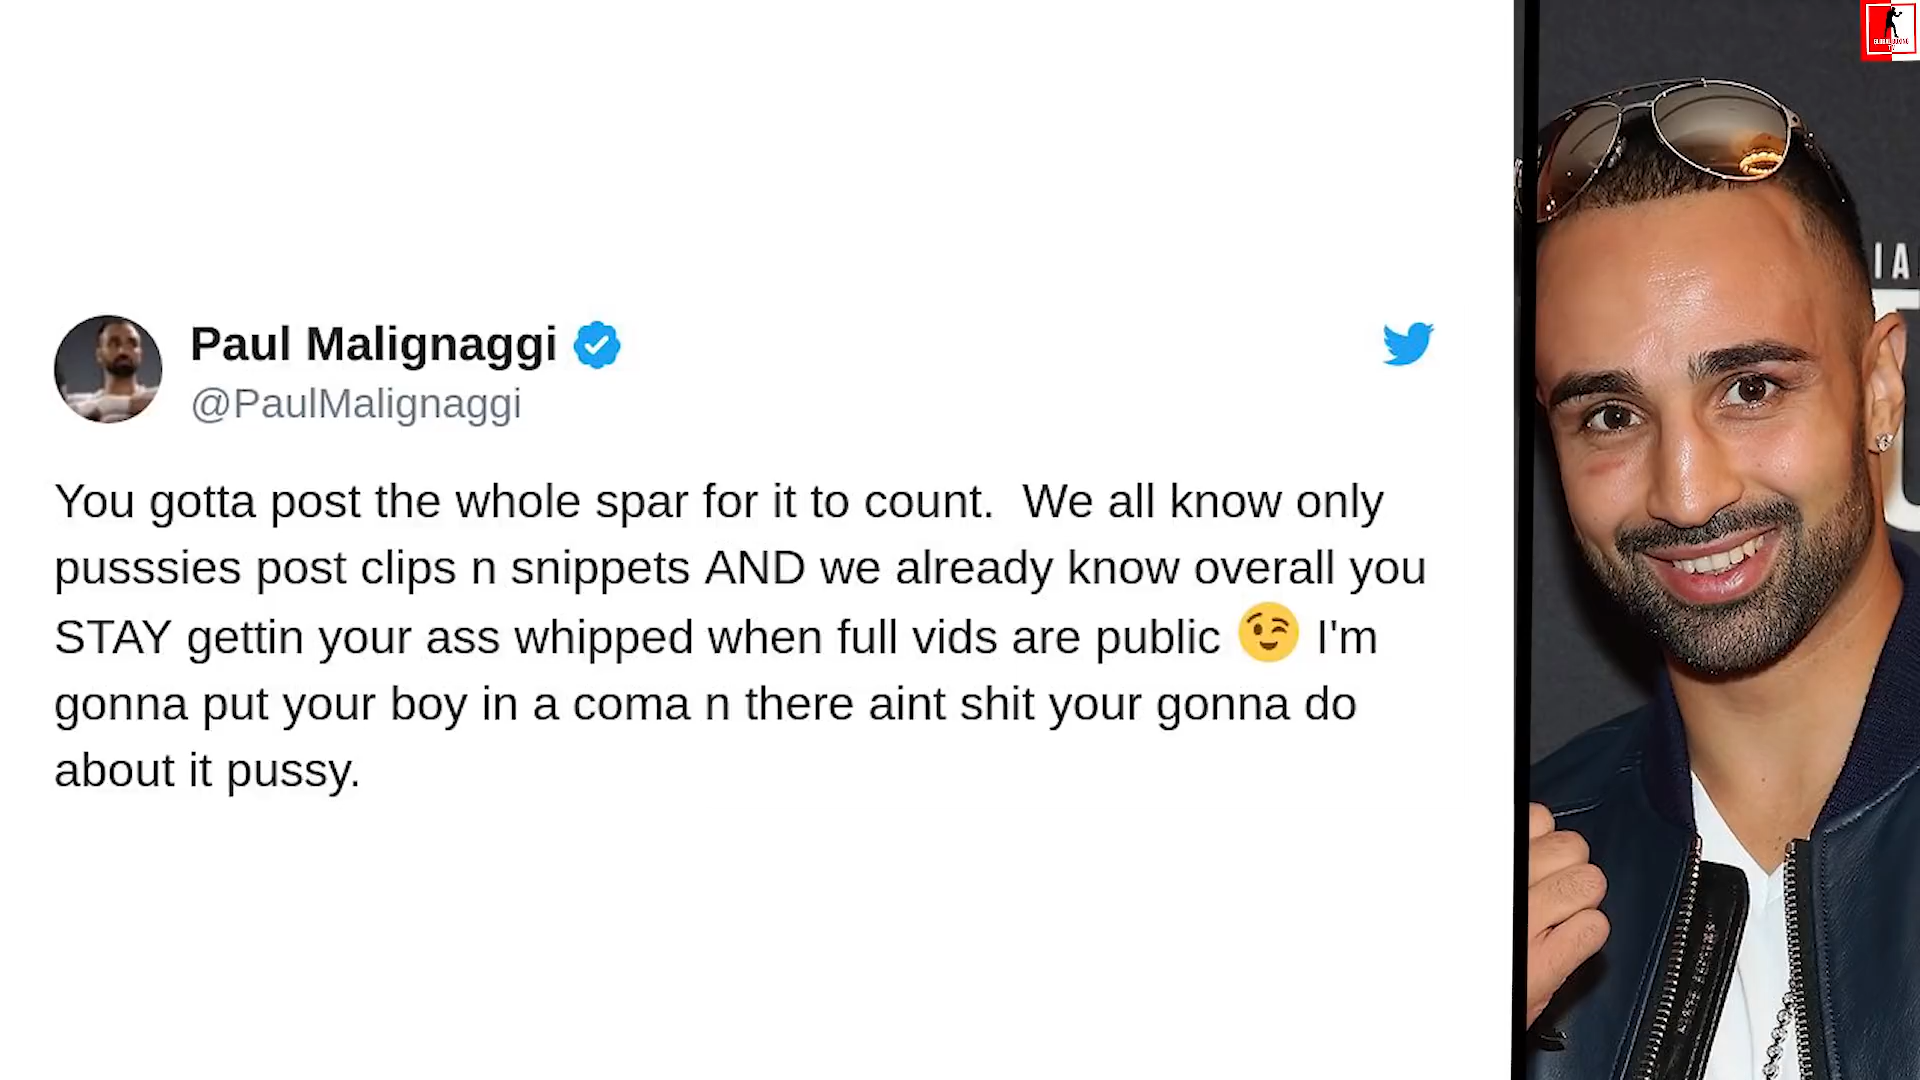 Paul Malignaggi
@PaulMalignaggi
You gotta post the whole spar for it to count.  We all know only
pusssies post clips n snippets AND we already know overall you
STAY gettin your ass whipped when full vids are public 😉 I'm
gonna put your boy in a coma n there aint shit your gonna do
about it pussy.
IA